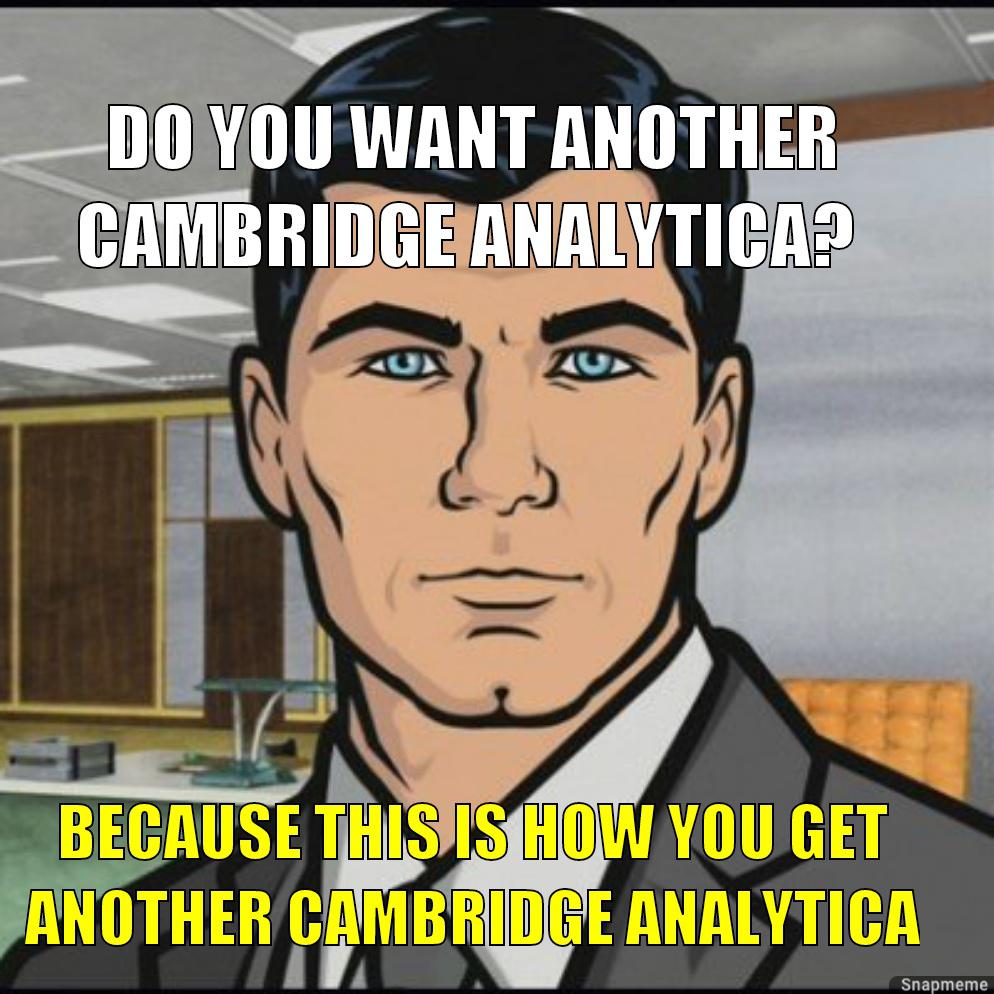 DO YOU WANT ANOTHER
CAMBRIDGE ANALYTICA?
BECAUSE THIS IS HOW YOU GET
ANOTHER CAMBRIDGE ANALYTICA
Snapmeme